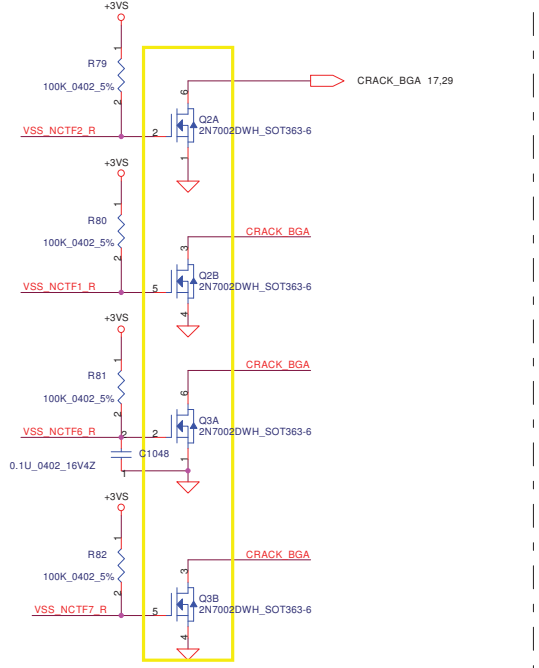 +3VS
1
R79
100K_0402_5%
2
6
CRACK_BGA 17,29
Q2A
2N7002DWH_SOT363-6
VSS_NCTF2_R
2
1
+3VS
1
R80
100K_0402_5%
2
CRACK_BGA
3
Q2B
2N7002DWH_SOT363-6
VSS_NCTF1_R
5
4
+3VS
1
R81
100K_0402_5%
2
CRACK_BGA
6
Q3A
2N7002DWH_SOT363-6
VSS_NCTF6_R
2
2
1
C1048
0.1U_0402_16V4Z
1
+3VS
1
R82
100K_0402_5%
2
CRACK_BGA
3
Q3B
2N7002DWH_SOT363-6
VSS_NCTF7_R
5
4